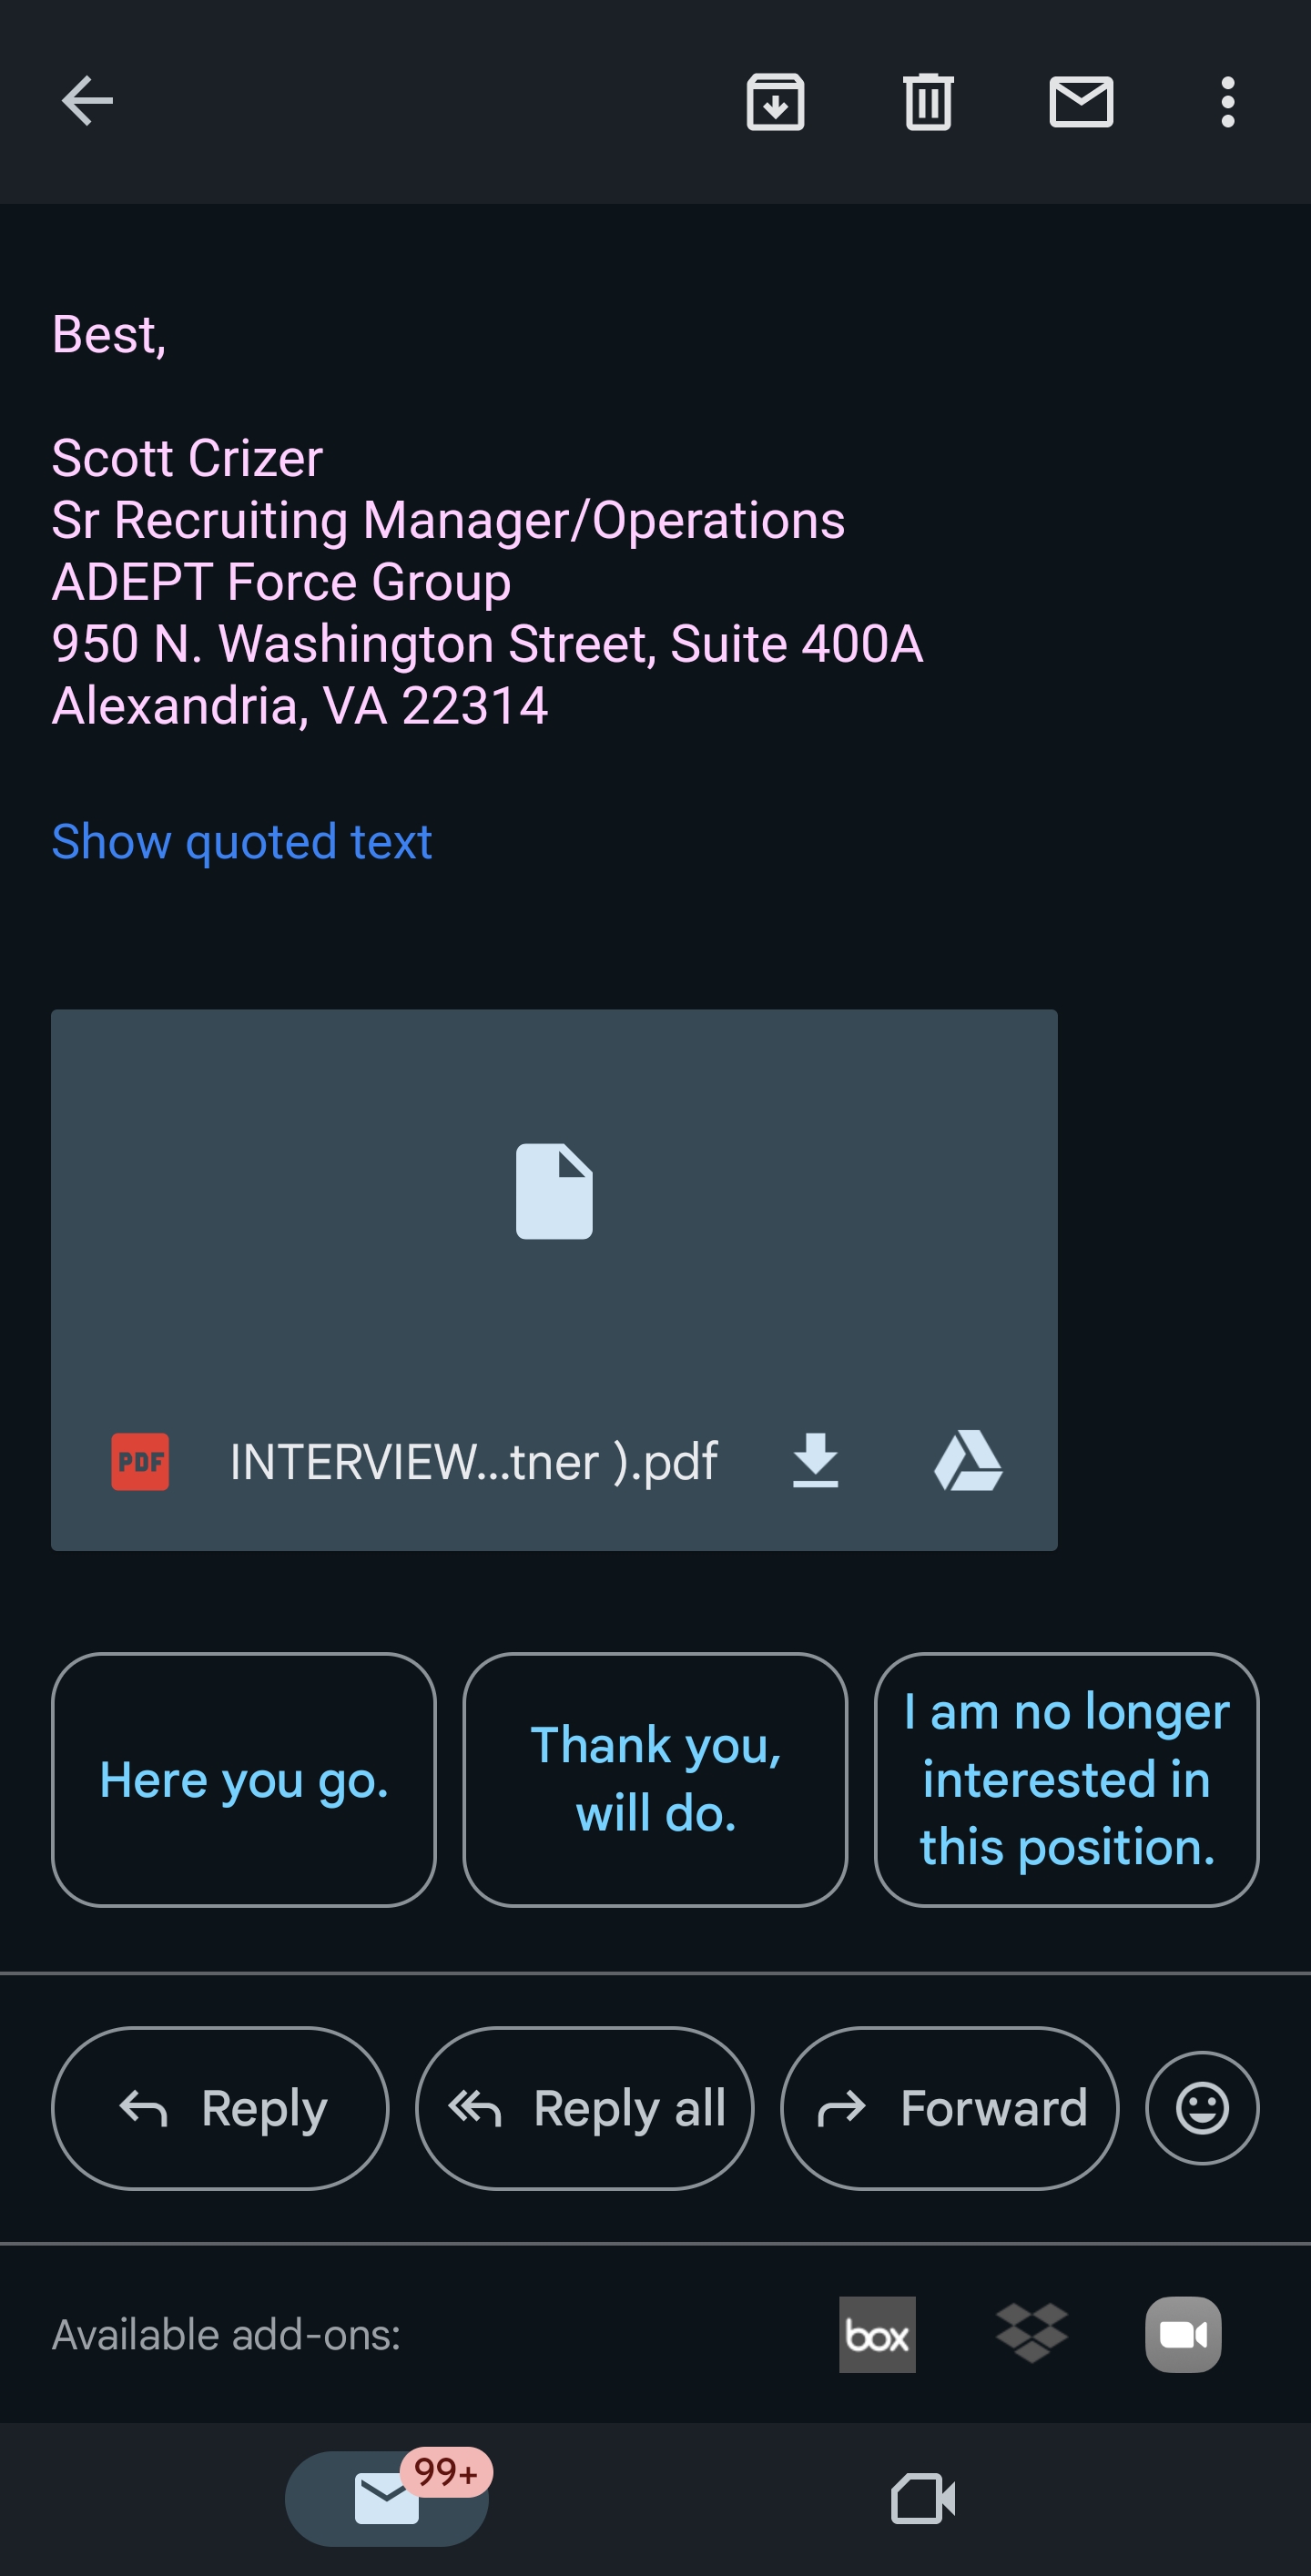 Best,
Scott Crizer
Sr Recruiting Manager/Operations
ADEPT Force Group
950 N. Washington Street, Suite 400A
Alexandria, VA 22314
Show quoted text
PDF
INTERVIEW...tner ).pdf
Here you go.
Thank you,
will do.
I am no longer
interested in
this position.
Reply
Reply all
Forward
Available add-ons:
box
99+